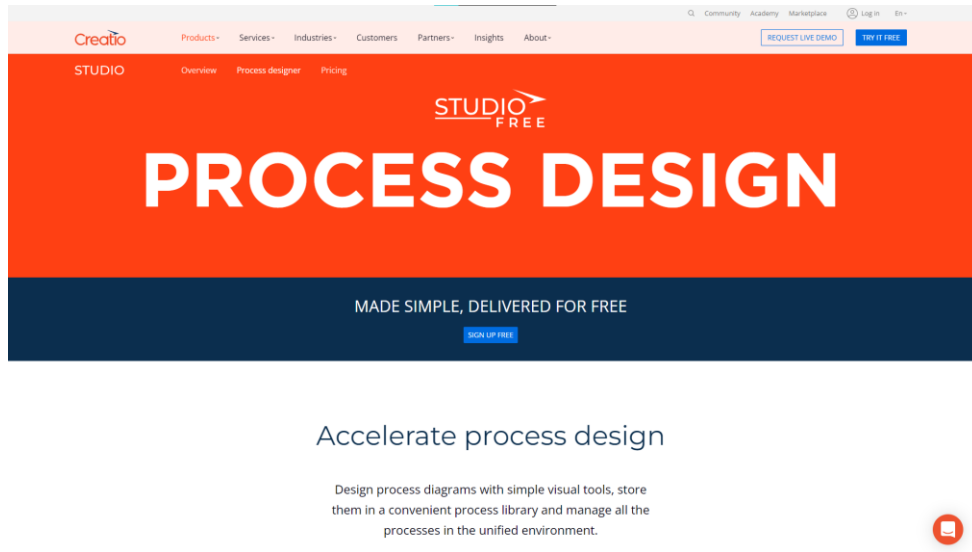 Community Academy Marketplace Log in En
Creatio Products Services Industries Customers Partners Insights About REQUEST LIVE DEMO TRY IT FREE
STUDIO Overview Process designer Pricing
STUDIO
FREE
PROCESS DESIGN
MADE SIMPLE, DELIVERED FOR FREE
SIGN UP FREE
Accelerate process design
Design process diagrams with simple visual tools, store
them in a convenient process library and manage all the
processes in the unified environment.